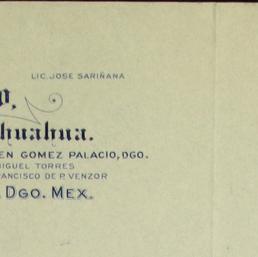 LIC. JOSE SARIÑANA
o,
huahua.
EN GOMEZ PALACIO, DGO.
MIGUEL TORRES
FRANCISCO DE P. VENZOR
. DGO. MEX.